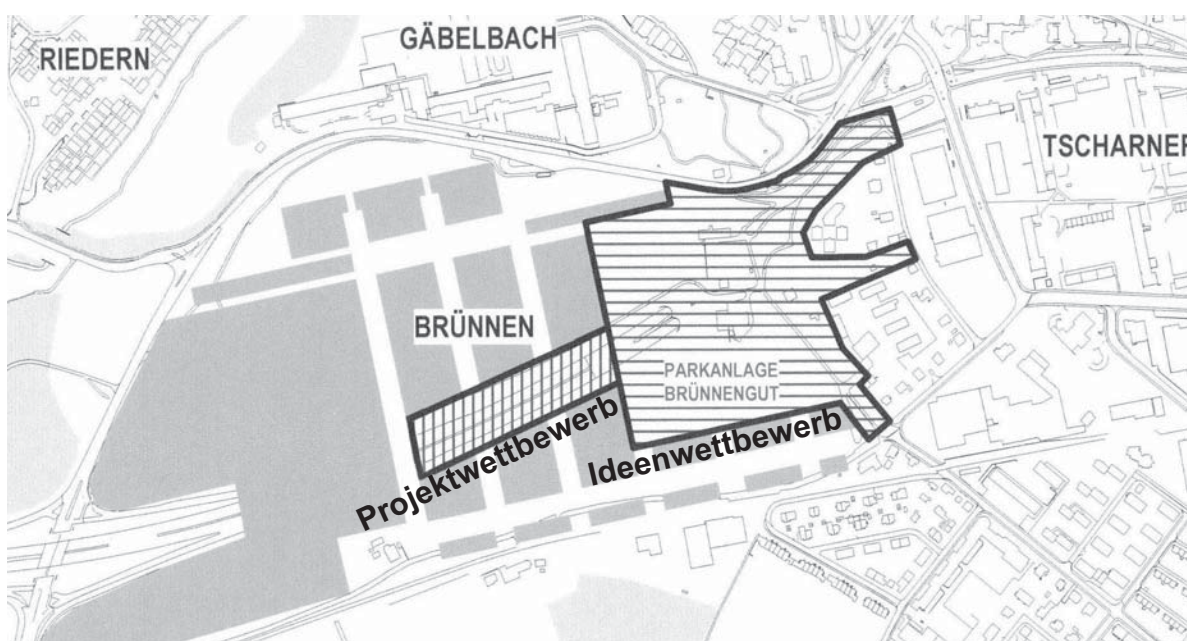 RIEDERN
GÄBELBACH
TSCHARNER
BRÜNNEN
PARKANLAGE
BRÜNNENGUT
Projektwettbewerb
Ideenwettbewerb